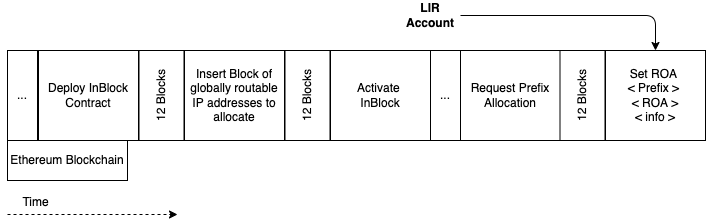 LIR
Account
...
Deploy InBlock
Contract
12 Blocks
Insert Block of
globally routable
IP addresses to
allocate
12 Blocks
Activate
InBlock
...
Request Prefix
Allocation
12 Blocks
Set ROA
< Prefix >
< ROA >
< info >
Ethereum Blockchain
Time